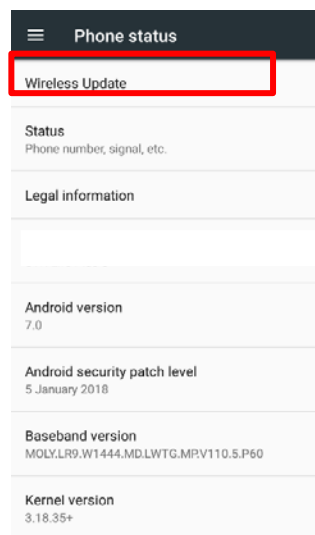 Phone status
Wireless Update
Status
Phone number, signal, etc.
Legal information
Android version
7.0
Android security patch level
5 January 2018
Baseband version
MOLY.LR9.W1444.MD.LWTG.MP.V110.5.P60
Kernel version
3.18.35+